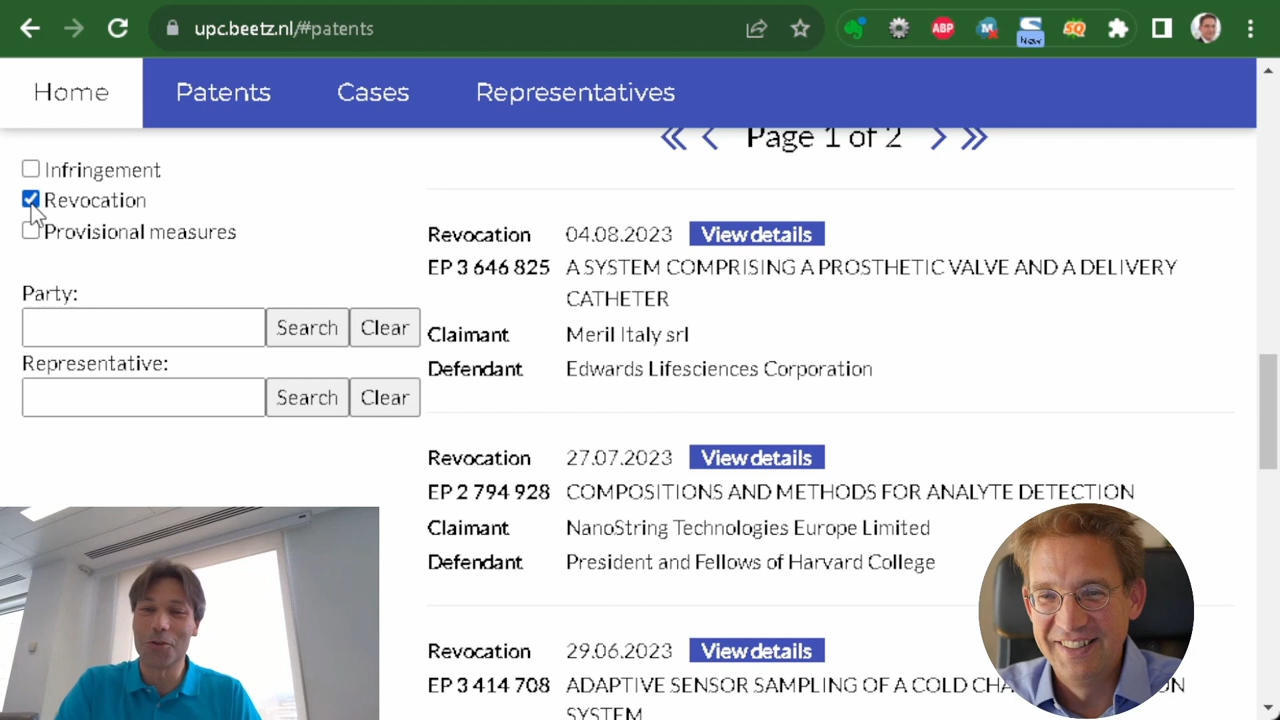 upc.beetz.nl/#patents
ABP
M
S
SQ
New
Home Patents Cases Representatives
Page 1 of 2
Infringement
Revocation
Provisional measures
Party:
Search Clear
Representative:
Search Clear
Revocation 04.08.2023 View details
EP 3 646 825 A SYSTEM COMPRISING A PROSTHETIC VALVE AND A DELIVERY
CATHETER
Claimant Meril Italy srl
Defendant Edwards Lifesciences Corporation
Revocation 27.07.2023 View details
EP 2 794 928 COMPOSITIONS AND METHODS FOR ANALYTE DETECTION
Claimant NanoString Technologies Europe Limited
Defendant President and Fellows of Harvard College
Revocation 29.06.2023 View details
EP 3 414 708 ADAPTIVE SENSOR SAMPLING OF A COLD
SYSTEM